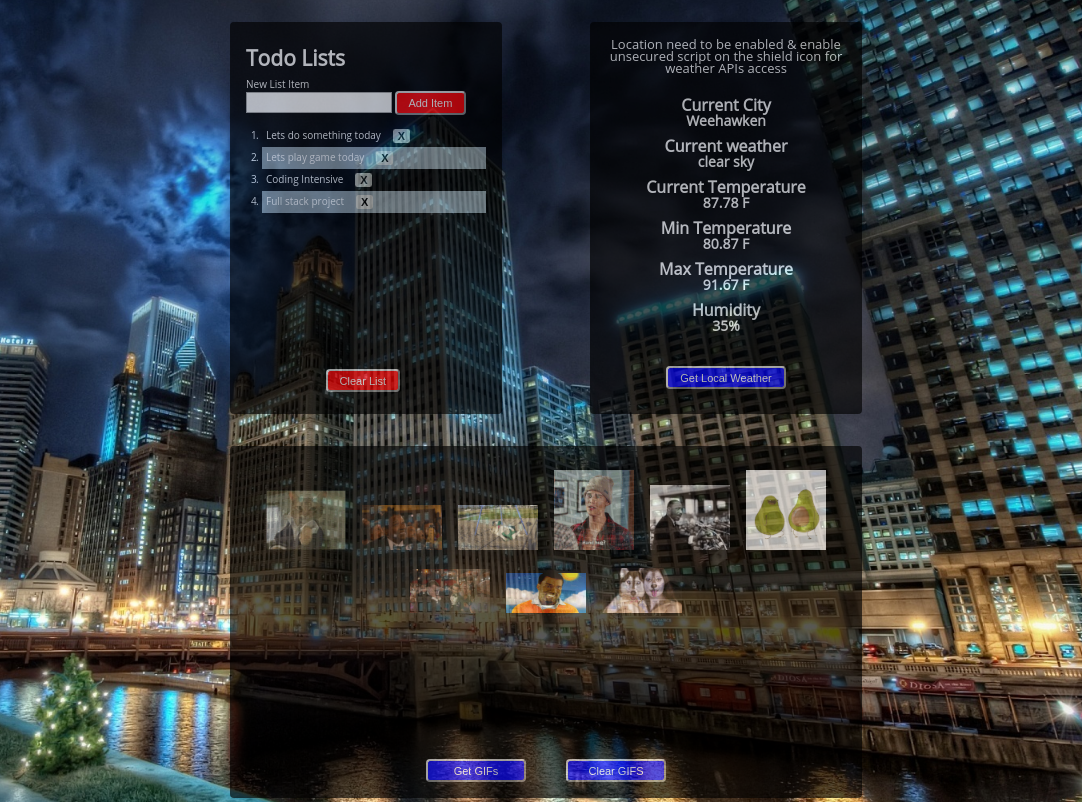 Todo Lists
New List Item
Add Item
1. Lets do something today X
2. Lets play game today X
3. Coding Intensive X
4. Full stack project X
Clear List
Location need to be enabled & enable
unsecured script on the shield icon for
weather APIs access
Current City
Weehawken
Current weather
clear sky
Current Temperature
87.78 F
Min Temperature
80.87 F
Max Temperature
91.67 F
Humidity
35%
Get Local Weather
Hotel 71
Get GIFs
Clear GIFS